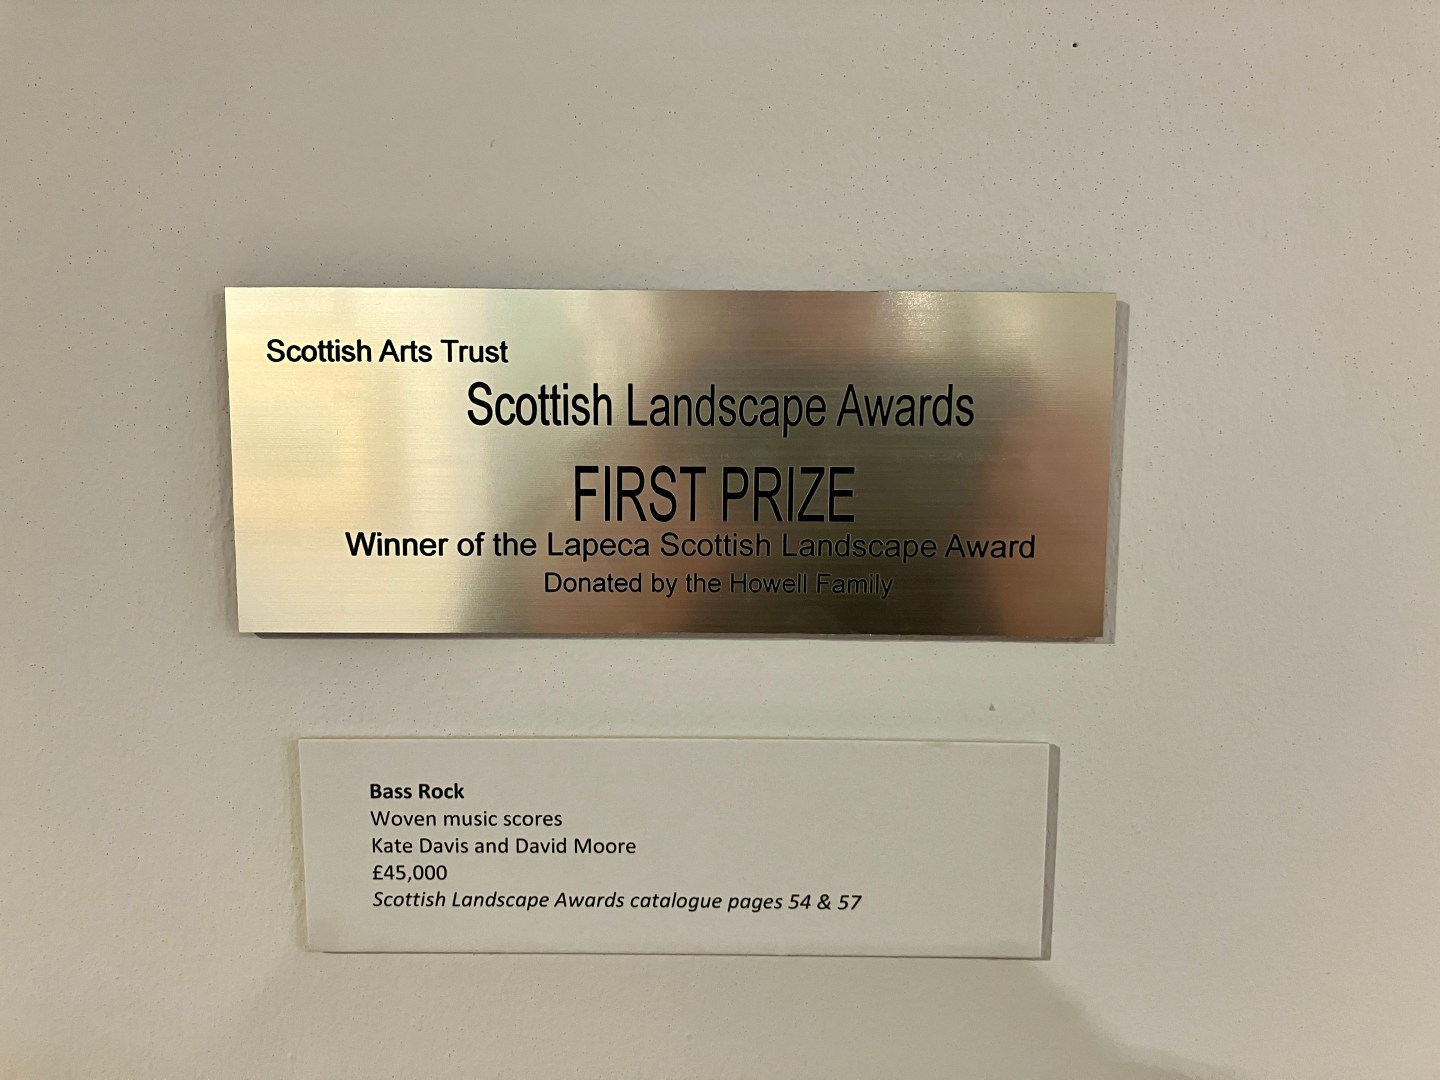 Scottish Arts Trust
Scottish Landscape Awards
FIRST PRIZE
Winner of the Lapeca Scottish Landscape Award
Donated by the Howell Family
Bass Rock
Woven music scores
Kate Davis and David Moore
£45,000
Scottish Landscape Awards catalogue pages 54 & 57